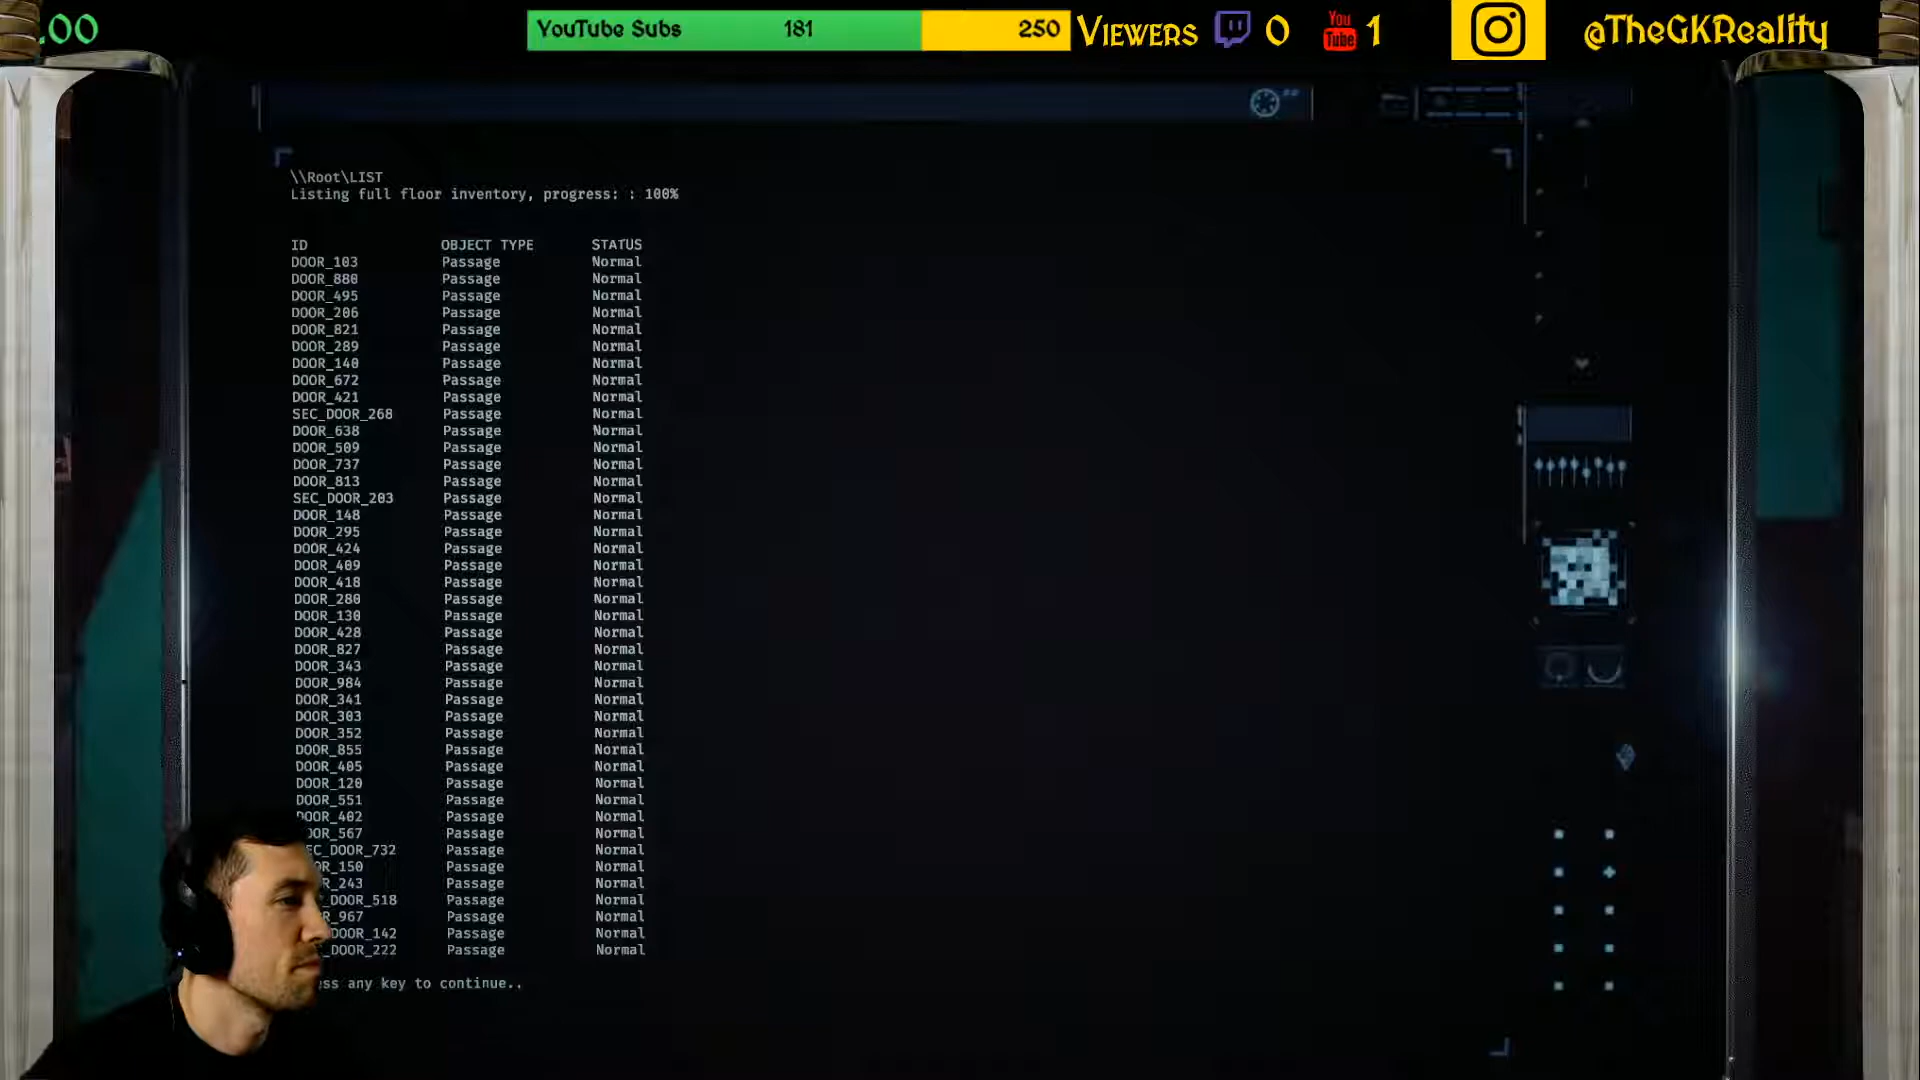 .00
YouTube Subs 181 250
Viewers 0 You Tube 1
@TheGKReality
\\Root\LIST
Listing full floor inventory, progress: : 100%
ID OBJECT TYPE STATUS
DOOR_103 Passage Normal
DOOR_880 Passage Normal
DOOR_495 Passage Normal
DOOR_206 Passage Normal
DOOR_821 Passage Normal
DOOR_289 Passage Normal
DOOR_140 Passage Normal
DOOR_672 Passage Normal
DOOR_421 Passage Normal
SEC_DOOR_268 Passage Normal
DOOR_638 Passage Normal
DOOR_509 Passage Normal
DOOR_737 Passage Normal
DOOR_813 Passage Normal
SEC_DOOR_203 Passage Normal
DOOR_148 Passage Normal
DOOR_295 Passage Normal
DOOR_424 Passage Normal
DOOR_409 Passage Normal
DOOR_418 Passage Normal
DOOR_280 Passage Normal
DOOR_130 Passage Normal
DOOR_428 Passage Normal
DOOR_827 Passage Normal
DOOR_343 Passage Normal
DOOR_984 Passage Normal
DOOR_341 Passage Normal
DOOR_303 Passage Normal
DOOR_352 Passage Normal
DOOR_855 Passage Normal
DOOR_405 Passage Normal
DOOR_120 Passage Normal
DOOR_551 Passage Normal
DOOR_402 Passage Normal
OOR_567 Passage Normal
EC_DOOR_732 Passage Normal
OR_150 Passage Normal
R_243 Passage Normal
DOOR_518 Passage Normal
R_967 Passage Normal
DOOR_142 Passage Normal
_DOOR_222 Passage Normal
ss any key to continue..